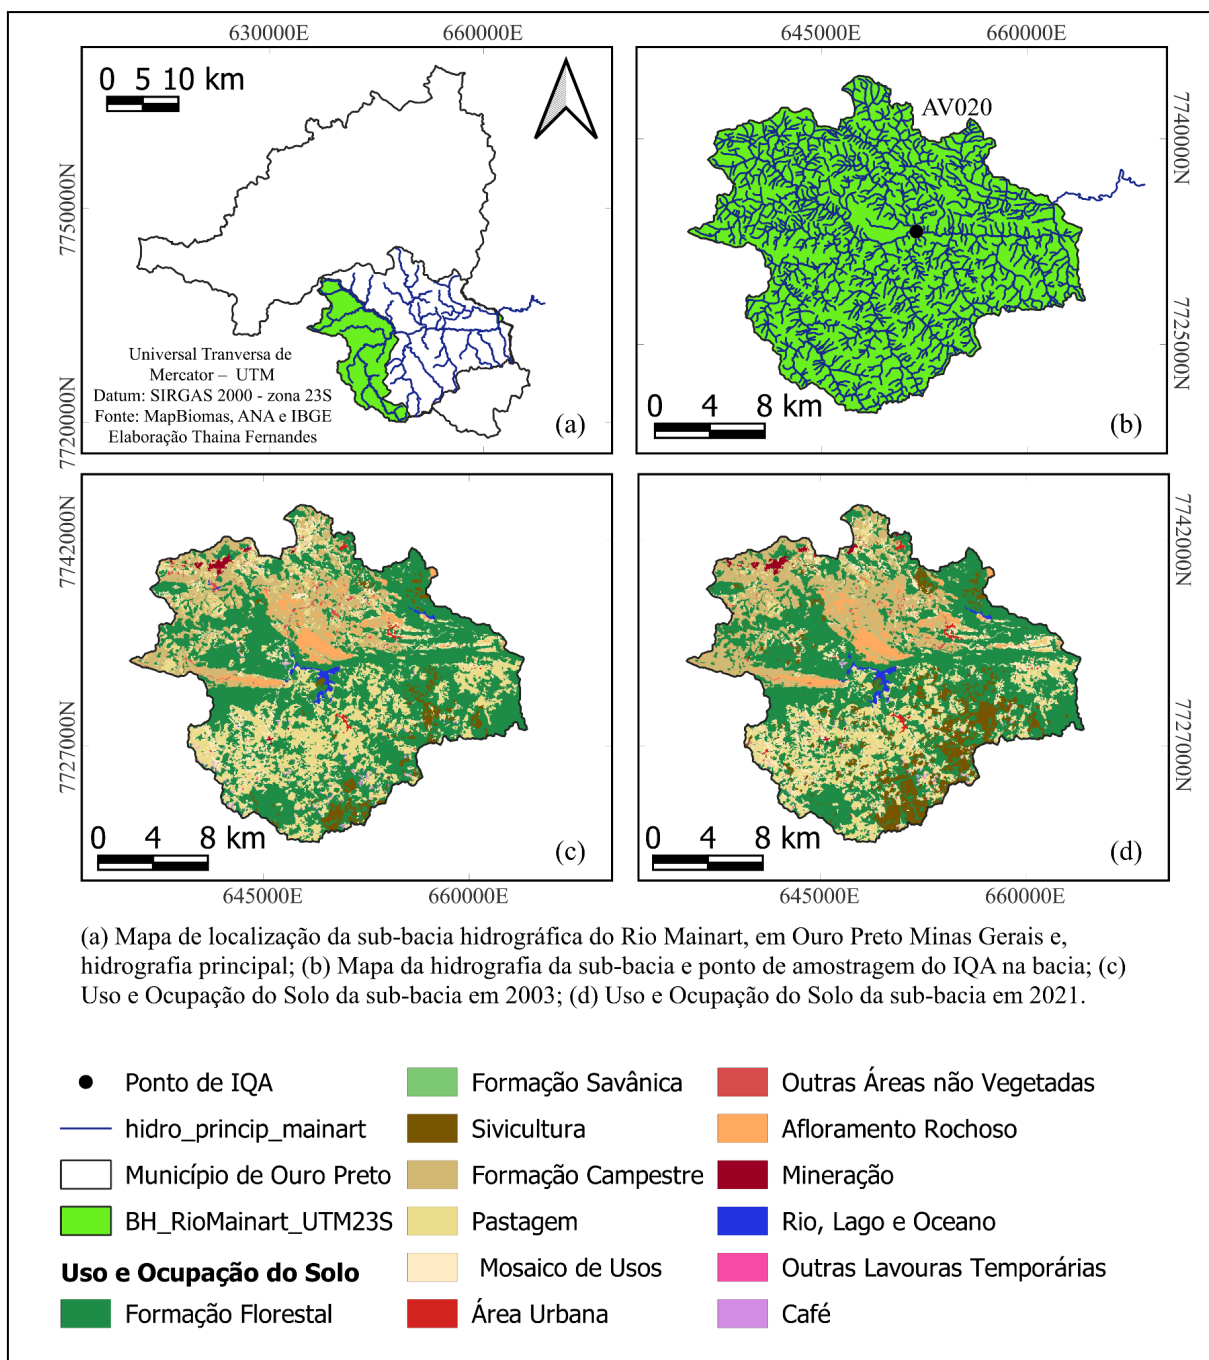 630000E 660000E
645000E 660000E
0 5 10 km
AV020
7750000N
7720000N
7740000N
7725000N
Universal Tranversa de
Mercator – UTM
Datum: SIRGAS 2000 - zona 23S
Fonte: MapBiomas, ANA e IBGE
Elaboração Thaina Fernandes
(a)
0 4 8 km
(b)
7742000N
7727000N
7742000N
7727000N
0 4 8 km
(c)
0 4 8 km
(d)
645000E 660000E
645000E 660000E
(a) Mapa de localização da sub-bacia hidrográfica do Rio Mainart, em Ouro Preto Minas Gerais e,
hidrografia principal; (b) Mapa da hidrografia da sub-bacia e ponto de amostragem do IQA na bacia; (c)
Uso e Ocupação do Solo da sub-bacia em 2003; (d) Uso e Ocupação do Solo da sub-bacia em 2021.
Ponto de IQA
hidro_princip_mainart
Município de Ouro Preto
BH_RioMainart_UTM23S
Uso e Ocupação do Solo
Formação Florestal
Formação Savânica
Sivicultura
Formação Campestre
Pastagem
Mosaico de Usos
Área Urbana
Outras Áreas não Vegetadas
Afloramento Rochoso
Mineração
Rio, Lago e Oceano
Outras Lavouras Temporárias
Café